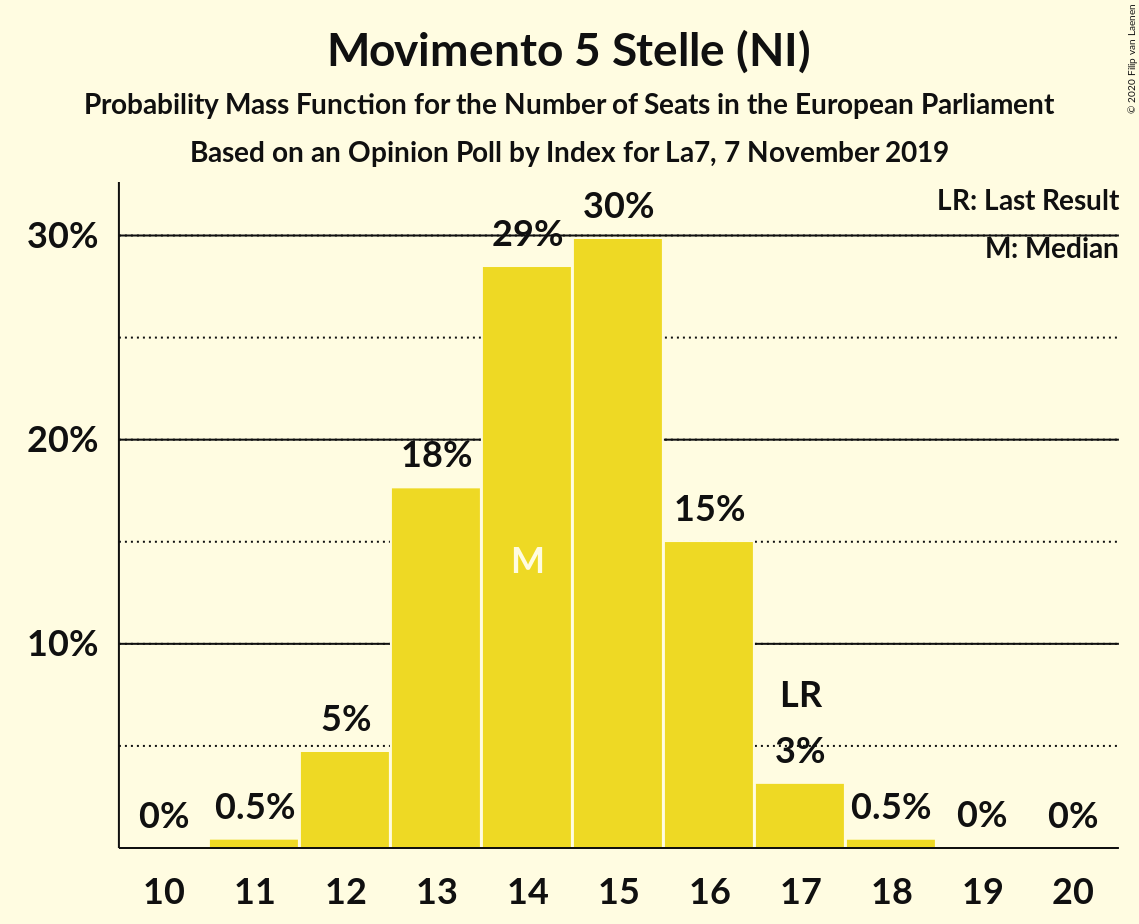 Movimento 5 Stelle (NI)
Probability Mass Function for the Number of Seats in the European Parliament
Based on an Opinion Poll by Index for La7, 7 November 2019
© 2020 Filip van Laenen
LR: Last Result
M: Median
30%
20%
10%
0%
0.5%
5%
18%
29%
30%
15%
3%
0.5%
0%
0%
M
LR
10 11 12 13 14 15 16 17 18 19 20